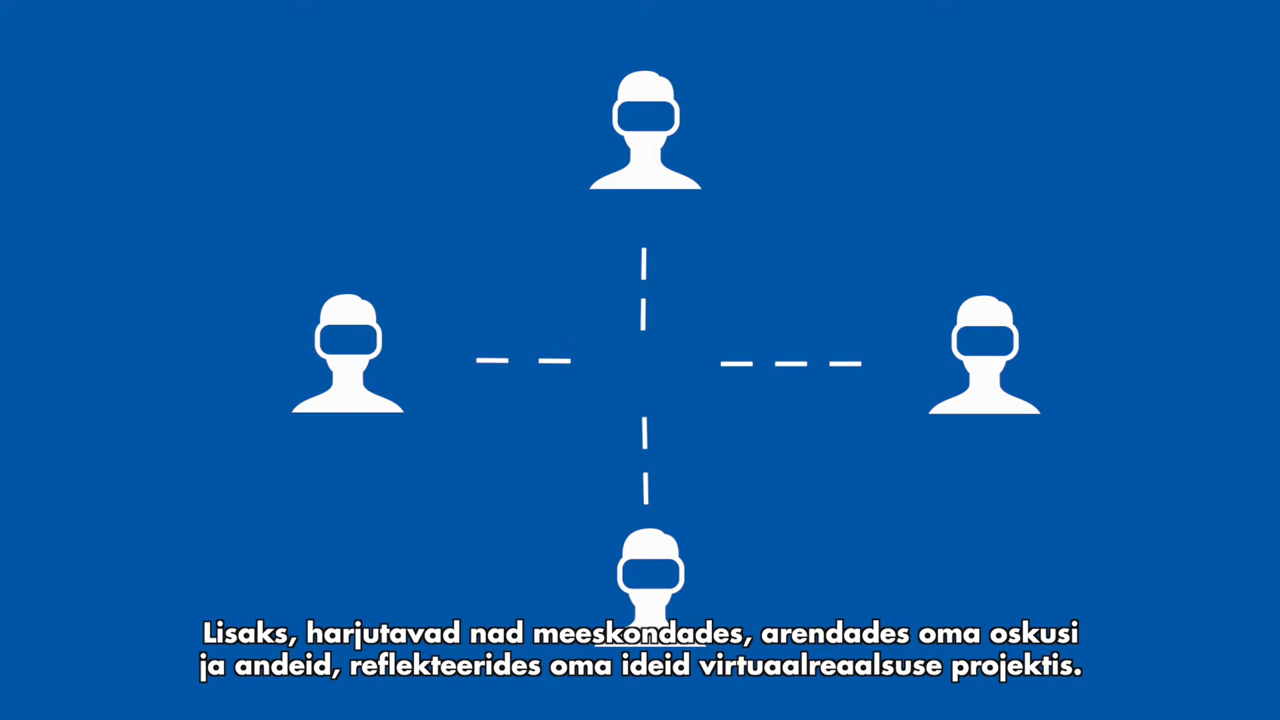 Lisaks, harjutavad nad meeskondades, arendades oma oskusi
ja andeid, reflekteerides oma ideid virtuaalreaalsuse projektis.